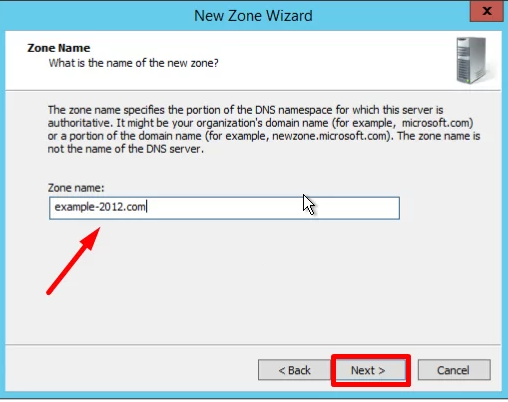 New Zone Wizard
x
Zone Name
What is the name of the new zone?
The zone name specifies the portion of the DNS namespace for which this server is
authoritative. It might be your organization's domain name (for example, microsoft.com)
or a portion of the domain name (for example, newzone.microsoft.com). The zone name is
not the name of the DNS server.
Zone name:
example-2012.com
< Back Next > Cancel